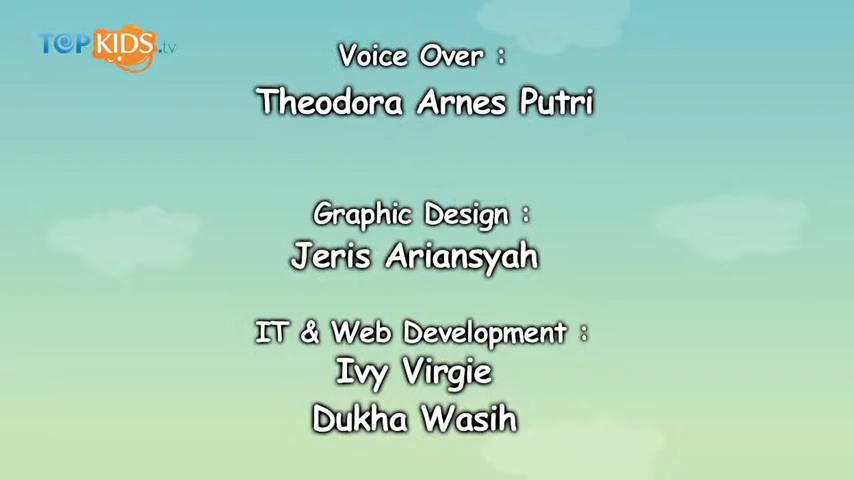 TOPKIDS.tv
Voice Over :
Theodora Arnes Putri
Graphic Design :
Jeris Ariansyah
IT & Web Development :
Ivy Virgie
Dukha Wasih